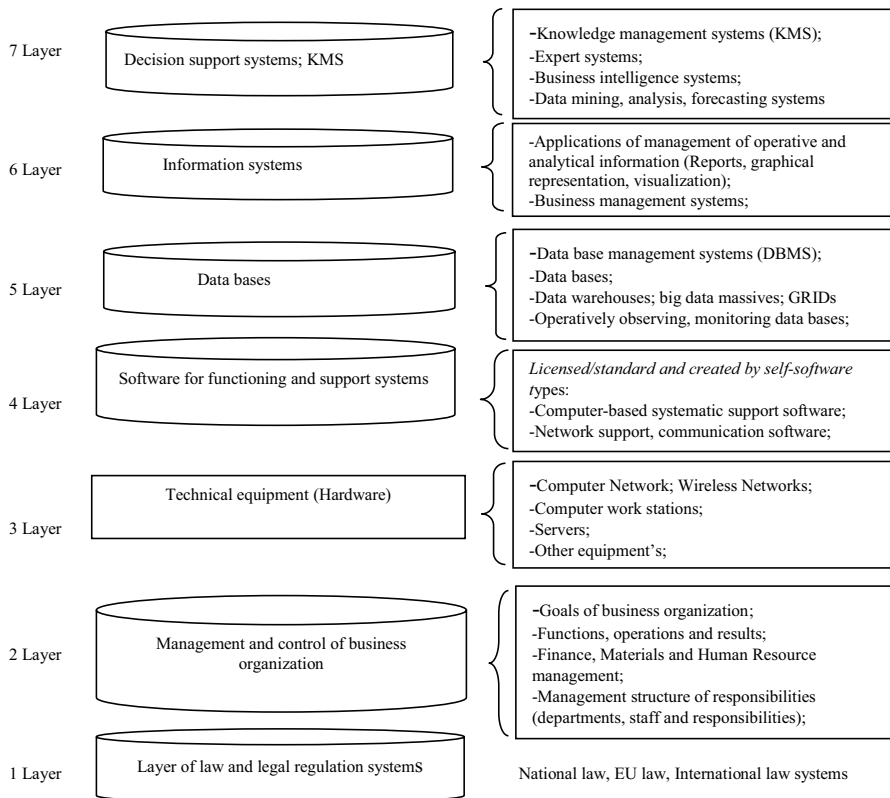 7 Layer
Decision support systems; KMS
-Knowledge management systems (KMS);
-Expert systems;
-Business intelligence systems;
-Data mining, analysis, forecasting systems
6 Layer
Information systems
-Applications of management of operative and
analytical information (Reports, graphical
representation, visualization);
-Business management systems;
5 Layer
Data bases
-Data base management systems (DBMS);
-Data bases;
-Data warehouses; big data massives; GRIDs
-Operatively observing, monitoring data bases;
4 Layer
Software for functioning and support systems
Licensed/standard and created by self-software
types:
-Computer-based systematic support software;
-Network support, communication software;
3 Layer
Technical equipment (Hardware)
-Computer Network; Wireless Networks;
-Computer work stations;
-Servers;
-Other equipment's;
2 Layer
Management and control of business
organization
-Goals of business organization;
-Functions, operations and results;
-Finance, Materials and Human Resource
management;
-Management structure of responsibilities
(departments, staff and responsibilities);
1 Layer
Layer of law and legal regulation systems
National law, EU law, International law systems